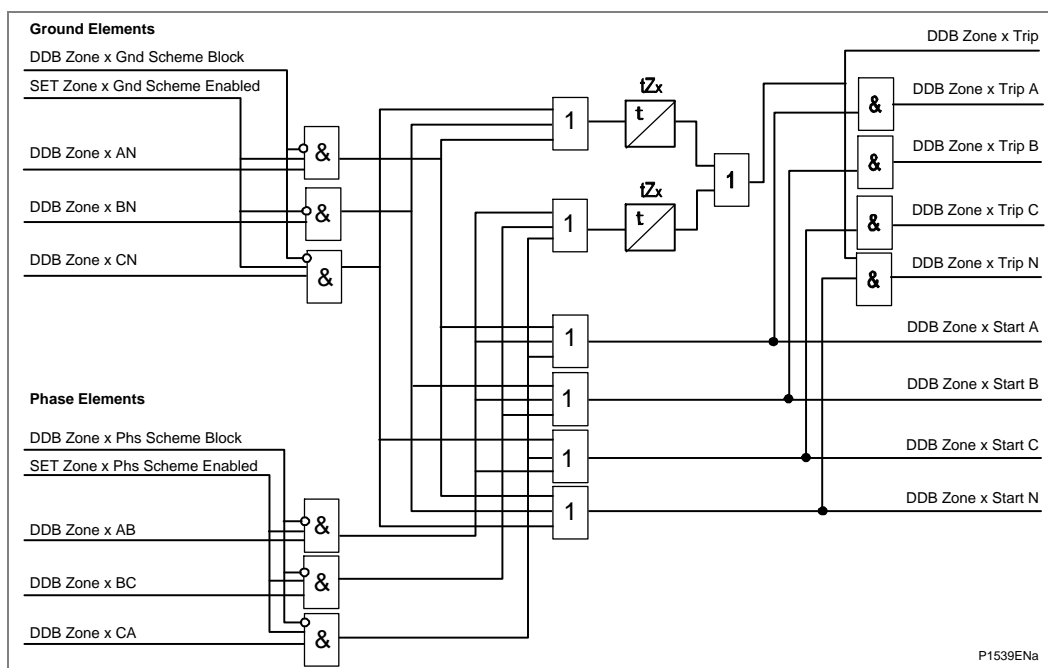 Ground Elements
DDB Zone x Gnd Scheme Block
SET Zone x Gnd Scheme Enabled
DDB Zone x AN
DDB Zone x BN
DDB Zone x CN
&
&
&
Phase Elements
DDB Zone x Phs Scheme Block
SET Zone x Phs Scheme Enabled
DDB Zone x AB
DDB Zone x BC
DDB Zone x CA
&
&
&
1
1
1
1
1
1
tZx
t
tZx
t
1
&
&
&
&
DDB Zone x Trip
DDB Zone x Trip A
DDB Zone x Trip B
DDB Zone x Trip C
DDB Zone x Trip N
DDB Zone x Start A
DDB Zone x Start B
DDB Zone x Start C
DDB Zone x Start N
P1539ENa